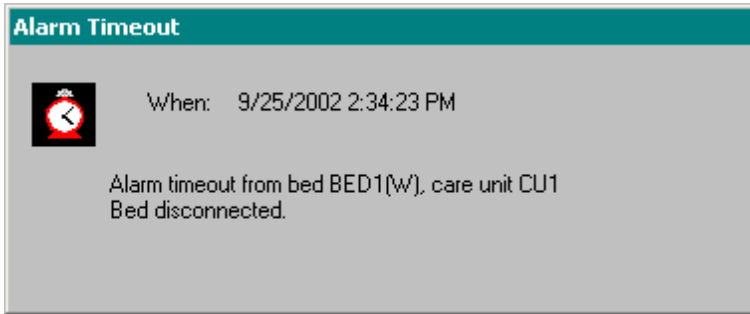 Alarm Timeout
When: 9/25/2002 2:34:23 PM
Alarm timeout from bed BED1(W), care unit CU1
Bed disconnected.